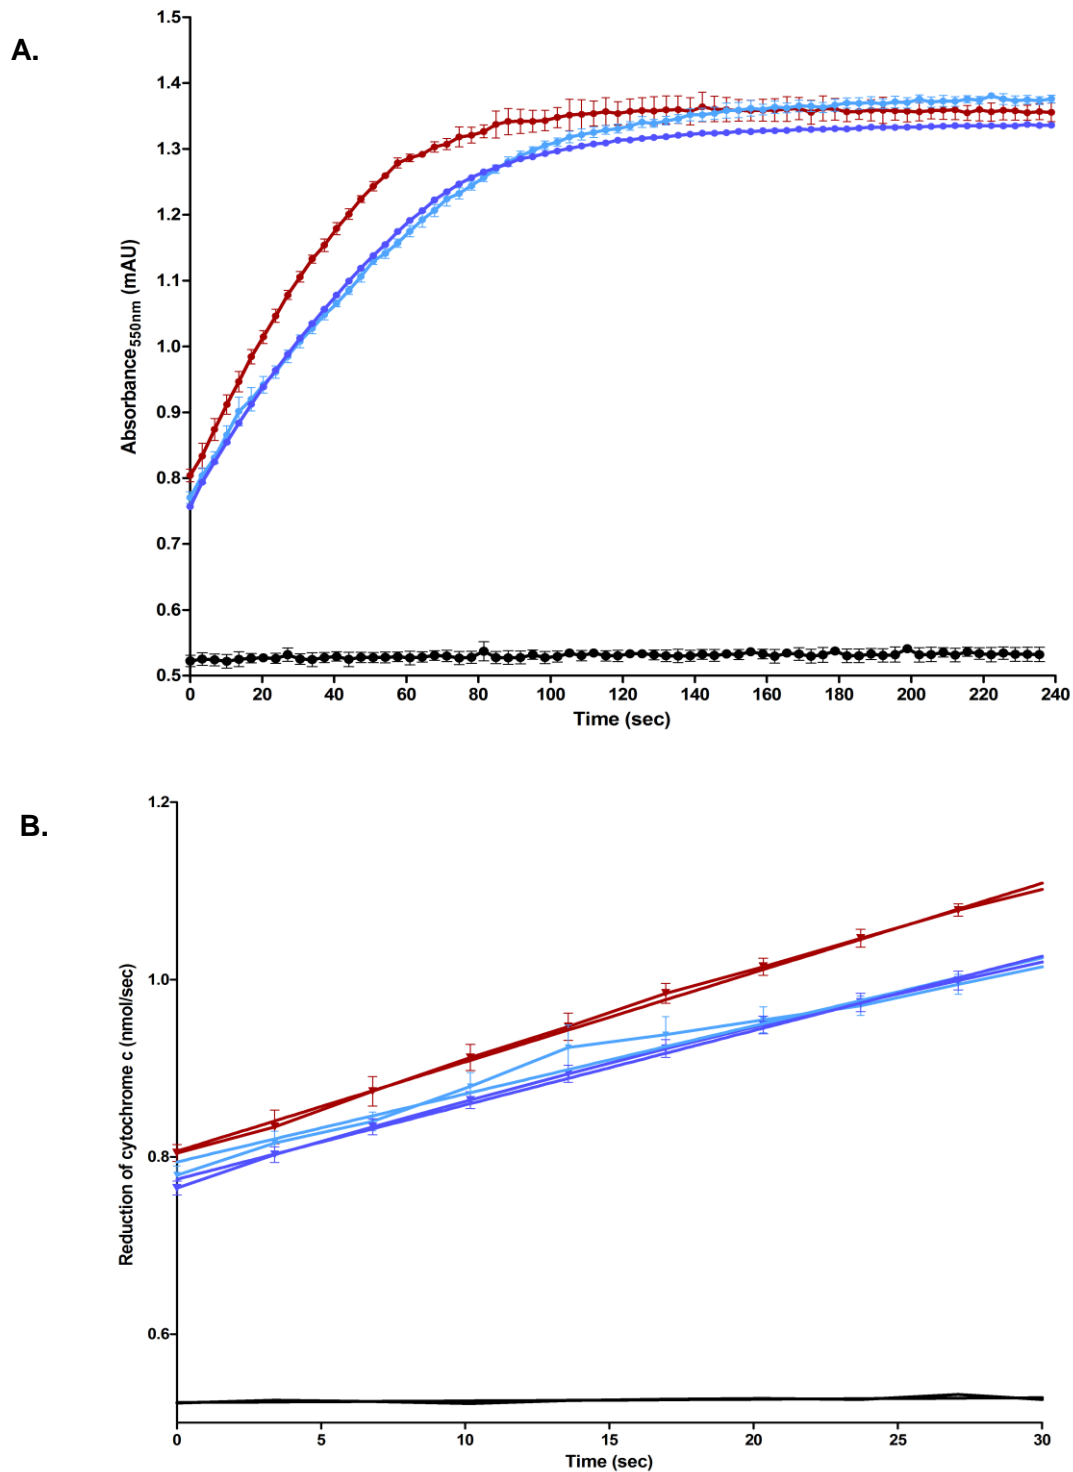 A.
1.5
1.4
1.3
1.2
1.1
1.0
0.9
0.8
0.7
0.6
0.5
Absorbance550nm (mAU)
0 20 40 60 80 100 120 140 160 180 200 220 240
Time (sec)
B.
1.2
1.0
0.8
0.6
Reduction of cytochrome c (nmol/sec)
0 5 10 15 20 25 30
Time (sec)